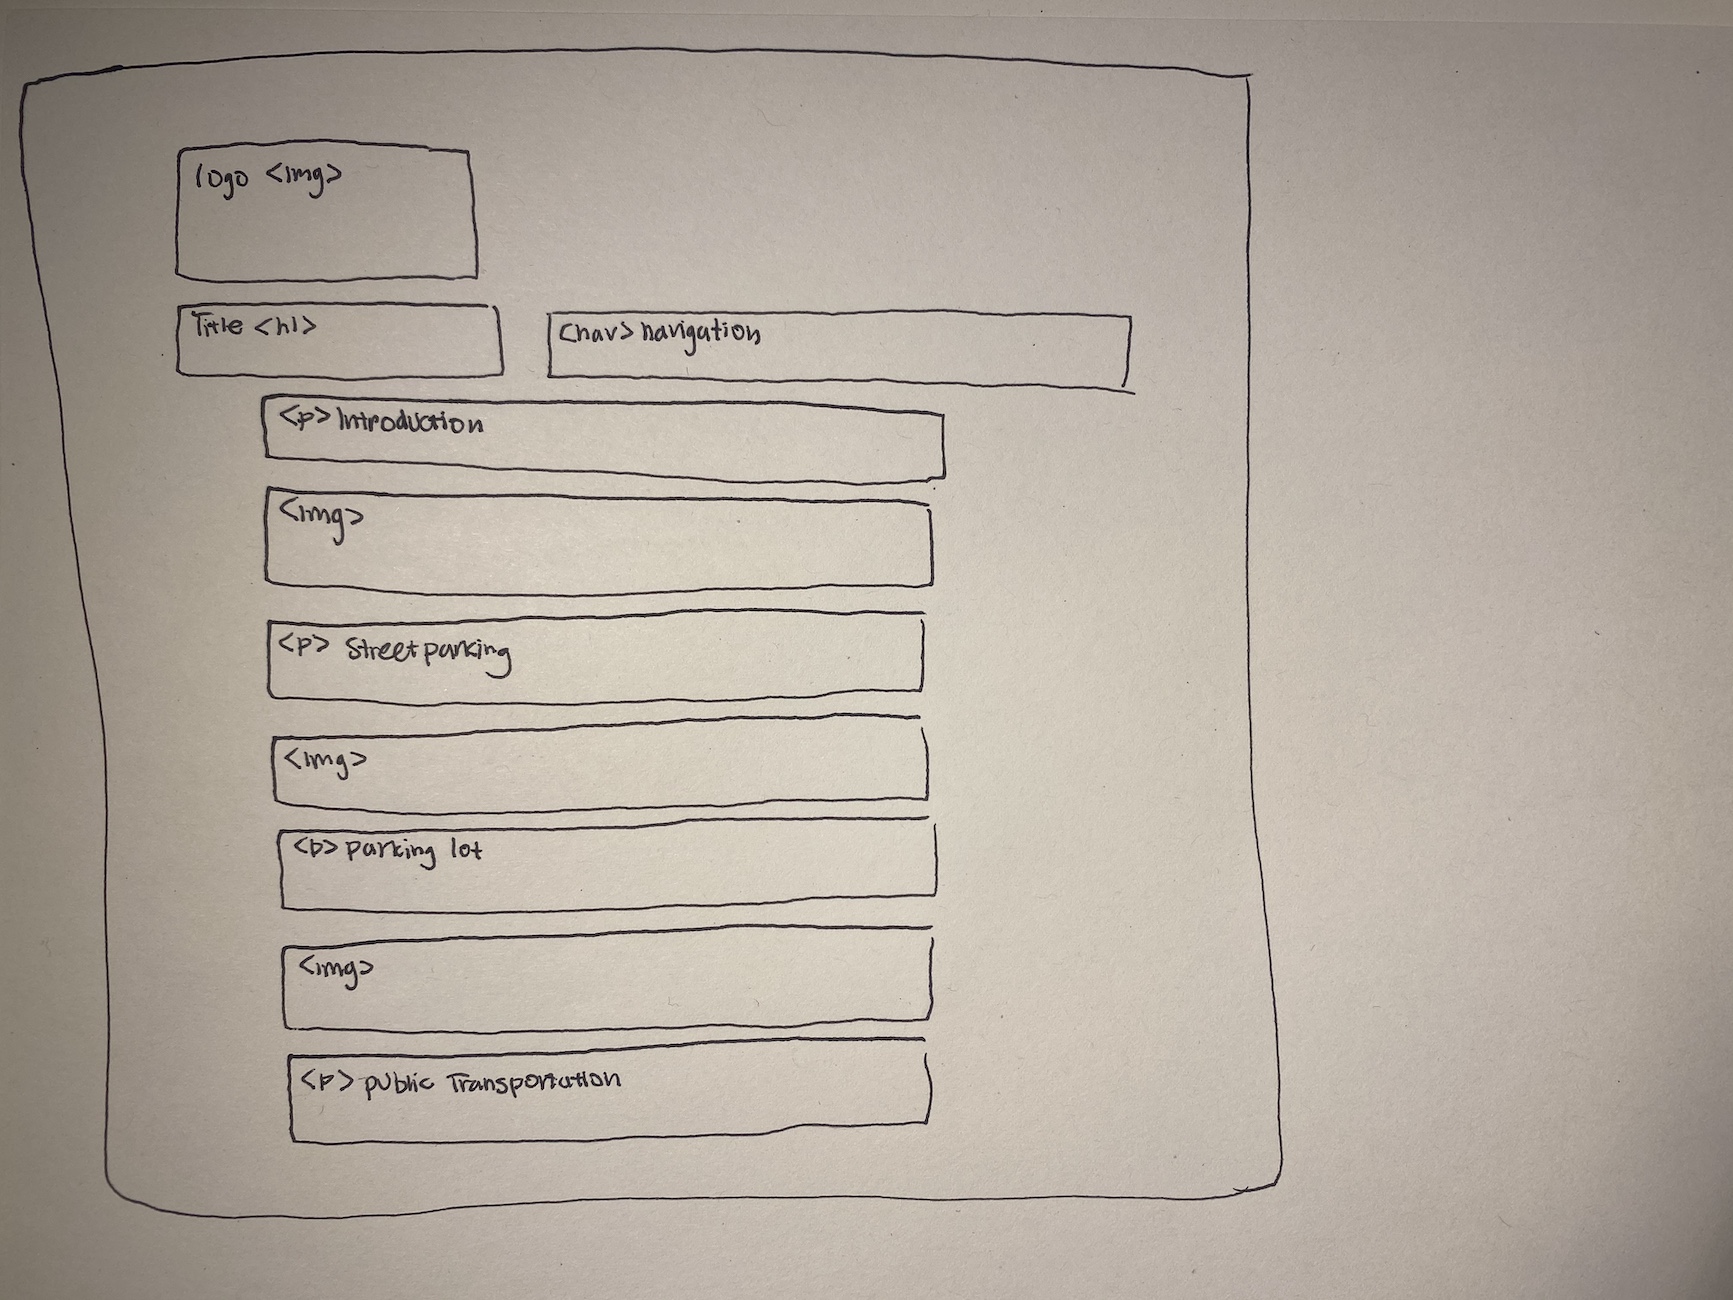 logo <img>
Title <h1>
<nav> navigation
<p> Introduction
<img>
<p> Street parking
<img>
<p> parking lot
<img>
<p> public Transportation